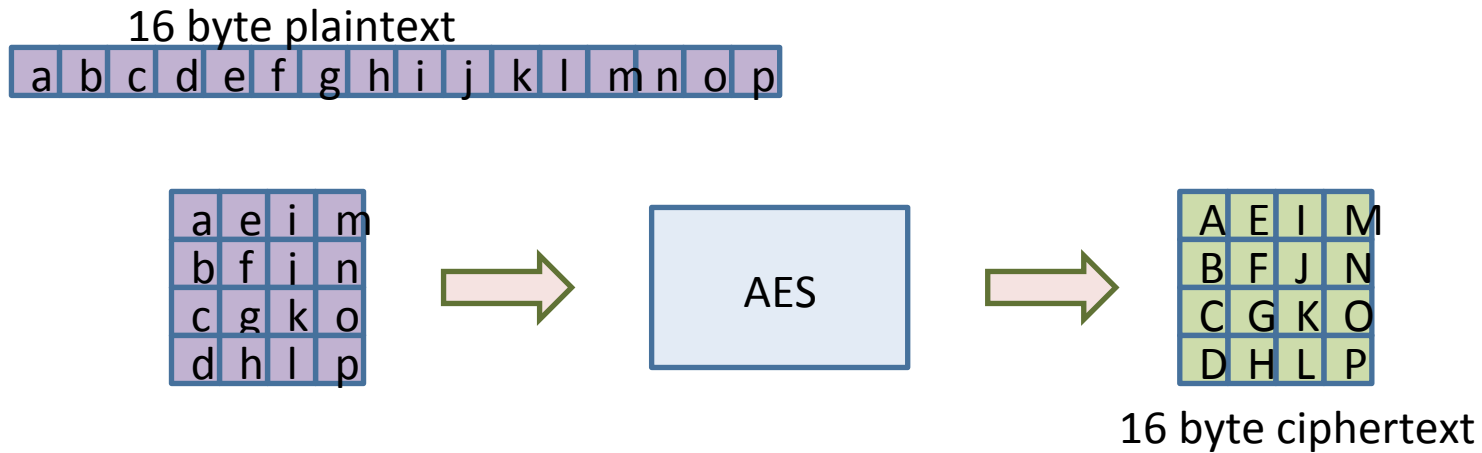 16 byte plaintext
a b c d e f g h i j k l m n o p
a e i m
b f j n
c g k o
d h l p
AES
A E I M
B F J N
C G K O
D H L P
16 byte ciphertext